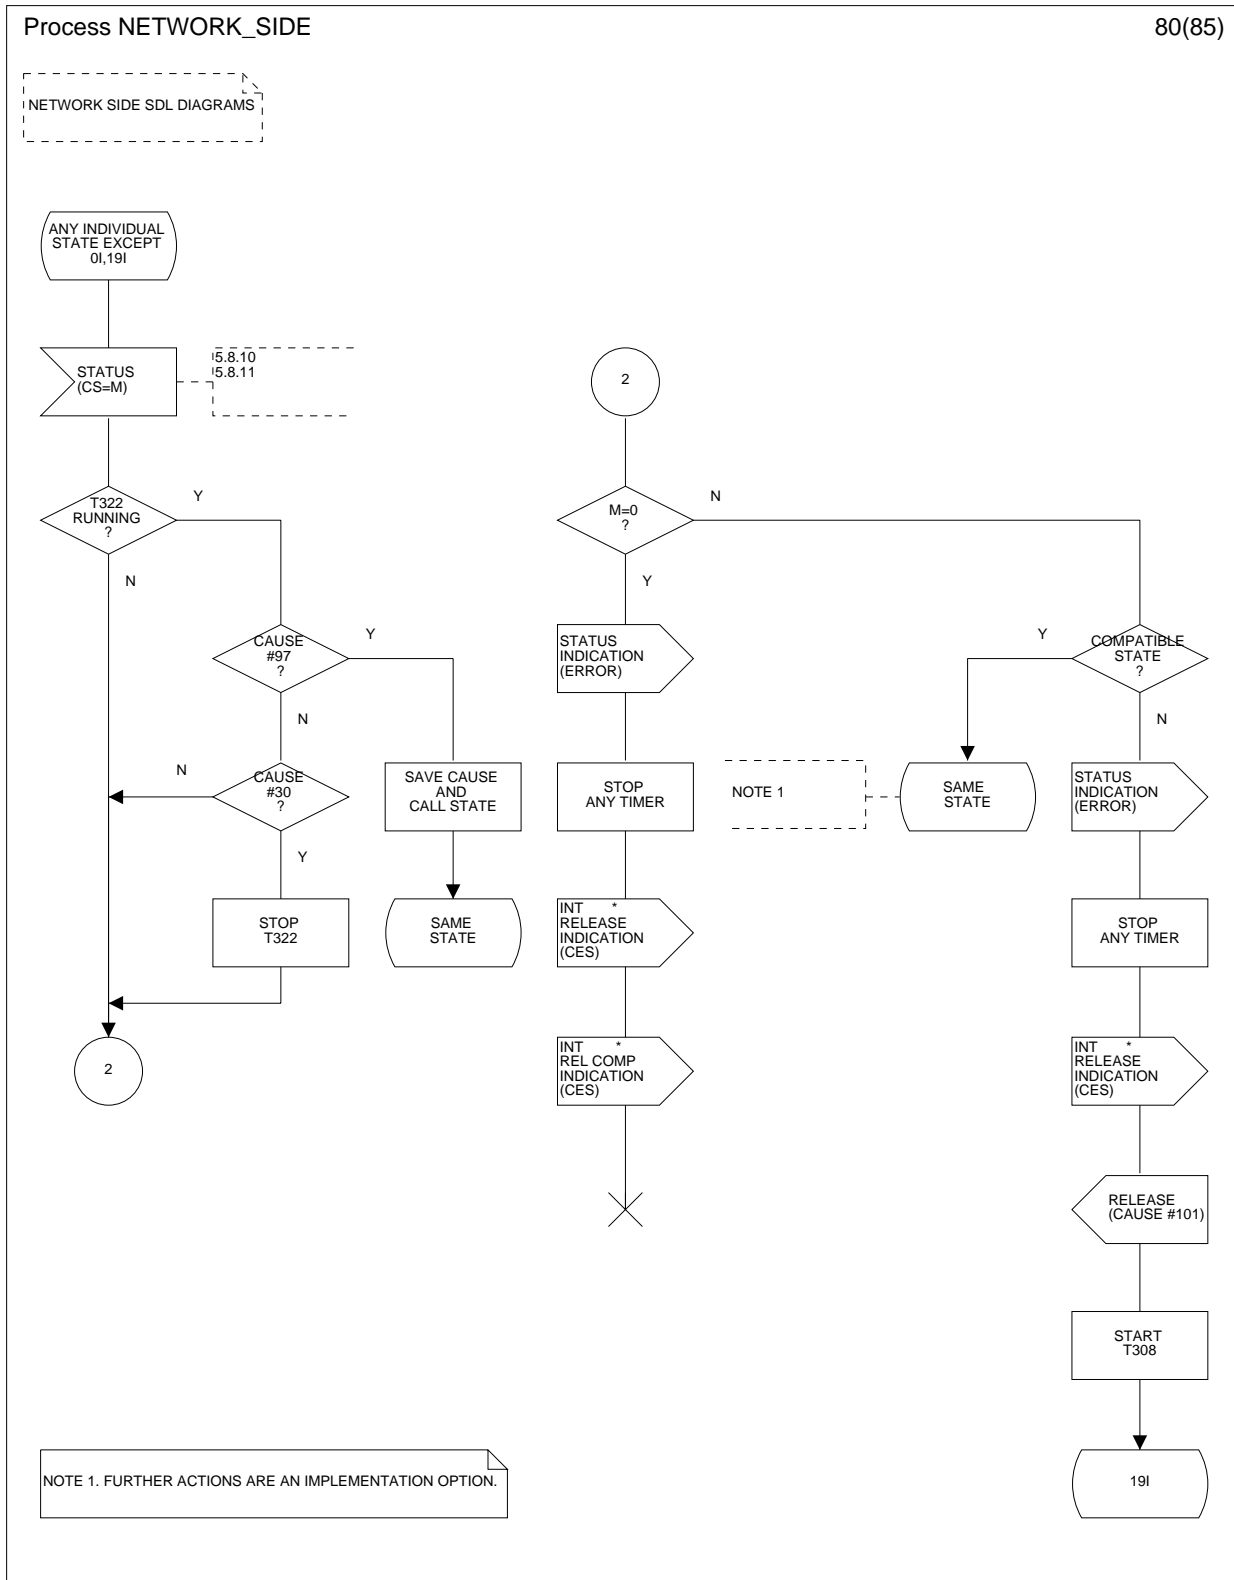 Process NETWORK_SIDE
80(85)
NETWORK SIDE SDL DIAGRAMS
ANY INDIVIDUAL
STATE EXCEPT
0I,19I
STATUS
(CS=M)
5.8.10
5.8.11
T322
RUNNING
?
Y
N
CAUSE
#97
?
Y
N
CAUSE
#30
?
N
Y
SAVE CAUSE
AND
CALL STATE
STOP
T322
SAME
STATE
2
2
M=0
?
N
Y
STATUS
INDICATION
(ERROR)
STOP
ANY TIMER
INT *
RELEASE
INDICATION
(CES)
INT *
REL COMP
INDICATION
(CES)
COMPATIBLE
STATE
?
Y
N
NOTE 1
SAME
STATE
STATUS
INDICATION
(ERROR)
STOP
ANY TIMER
INT *
RELEASE
INDICATION
(CES)
RELEASE
(CAUSE #101)
START
T308
19I
NOTE 1. FURTHER ACTIONS ARE AN IMPLEMENTATION OPTION.